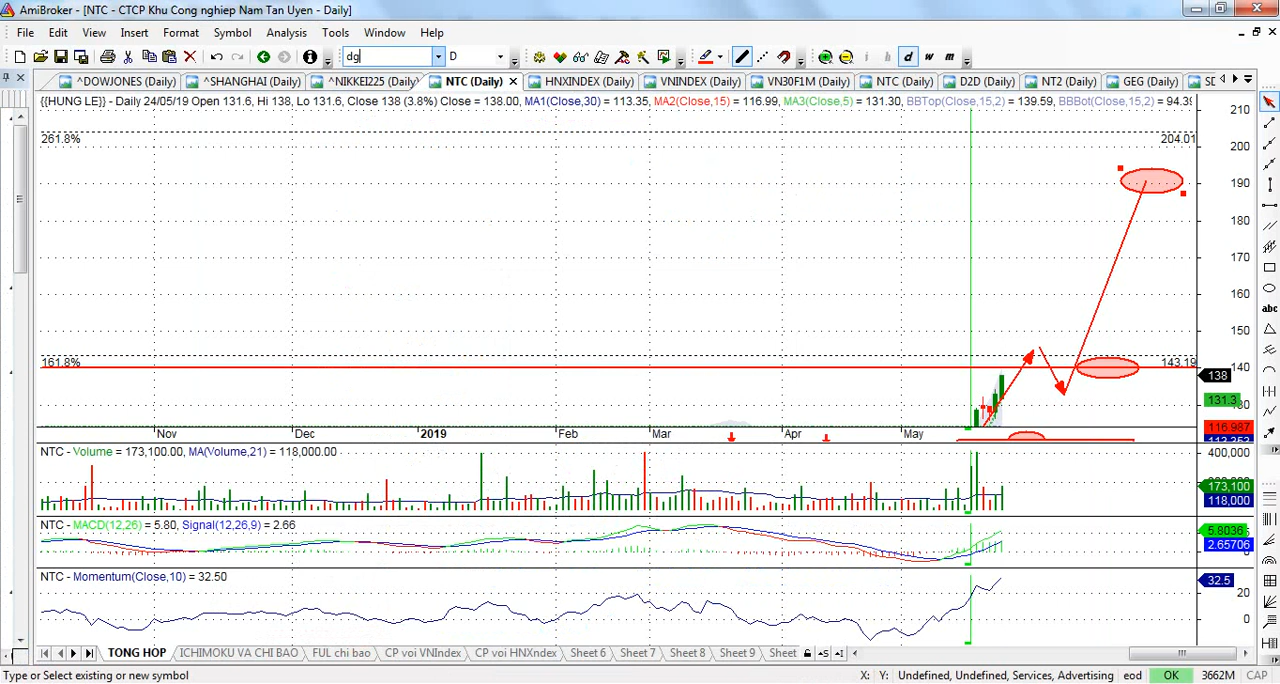 AmiBroker - [NTC - CTCP Khu Cong nghiep Nam Tan Uyen - Daily]
File Edit View Insert Format Symbol Analysis Tools Window Help
dg D i h d w m
^DOWJONES (Daily) ^SHANGHAI (Daily) ^NIKKEI225 (Daily) NTC (Daily) HNXINDEX (Daily) VNINDEX (Daily) VN30F1M (Daily) NTC (Daily) D2D (Daily) NT2 (Daily) GEG (Daily) SD
{{HUNG LE}} - Daily 24/05/19 Open 131.6, Hi 138, Lo 131.6, Close 138 (3.8%) Close = 138.00, MA1(Close,30) = 113.35, MA2(Close,15) = 116.99, MA3(Close,5) = 131.30, BBTop(Close,15,2) = 139.59, BBBot(Close,15,2) = 94.39
210
261.8% 204.01
200
190
180
170
160
150
161.8% 143.19
140
138
131.3
130
116.987
Nov Dec 2019 Feb Mar Apr May
NTC - Volume = 173,100.00, MA(Volume,21) = 118,000.00
400,000
173,100
118,000
NTC - MACD(12,26) = 5.80, Signal(12,26,9) = 2.66
5.8036
2.65706
NTC - Momentum(Close,10) = 32.50
32.5
20
0
TONG HOP ICHIMOKU VA CHI BAO FUL chi bao CP voi VNIndex CP voi HNXndex Sheet 6 Sheet 7 Sheet 8 Sheet 9 Sheet
Type or Select existing or new symbol X: Y: Undefined, Undefined, Services, Advertising eod OK 3662M CAP
abc